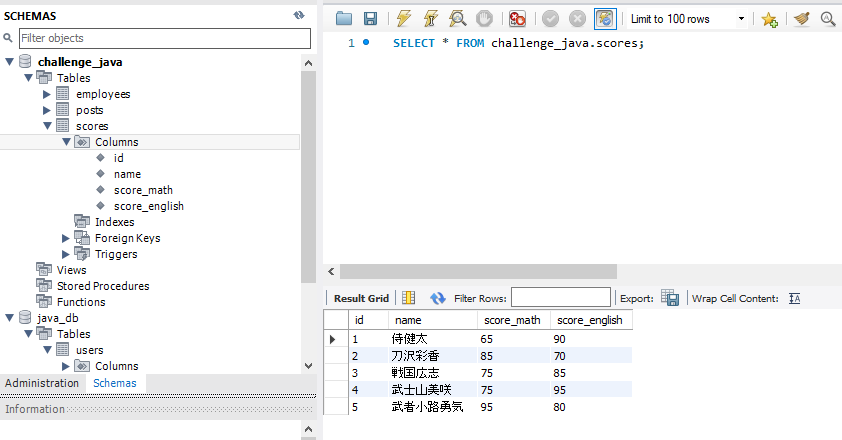 SCHEMAS
Filter objects
challenge_java
Tables
employees
posts
scores
Columns
id
name
score_math
score_english
Indexes
Foreign Keys
Triggers
Views
Stored Procedures
Functions
java_db
Tables
users
Columns
Administration Schemas
Information
Limit to 100 rows
1 SELECT * FROM challenge_java.scores;
Result Grid Filter Rows: Export: Wrap Cell Content:
id name score_math score_english
1 侍健太 65 90
2 刀沢彩香 85 70
3 戦国広志 75 85
4 武士山美咲 75 95
5 武者小路勇気 95 80